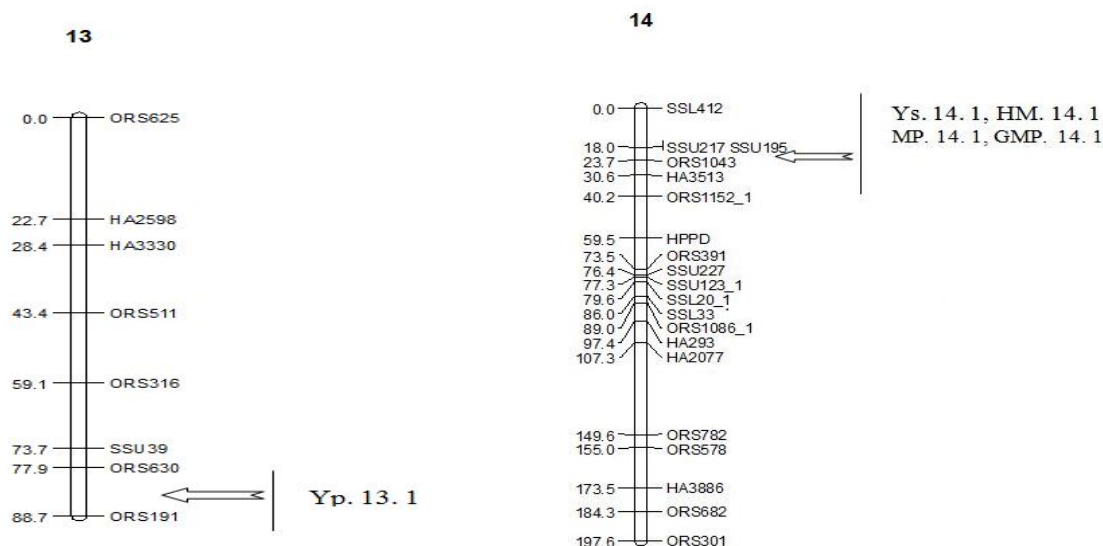 13
0.0 ORS625
22.7 HA2598
28.4 HA3330
43.4 ORS511
59.1 ORS316
73.7 SSU39
77.9 ORS630
88.7 ORS191
Yp. 13. 1
14
0.0 SSL412
18.0 SSU217 SSU195
23.7 ORS1043
30.6 HA3513
40.2 ORS1152_1
59.5 HPPD
73.5 ORS391
76.4 SSU227
77.3 SSU123_1
79.6 SSL20_1
86.0 SSL33
89.0 ORS1086_1
97.4 HA293
107.3 HA2077
149.6 ORS782
155.0 ORS578
173.5 HA3886
184.3 ORS682
197.6 ORS301
Ys. 14. 1, HM. 14. 1
MP. 14. 1, GMP. 14. 1